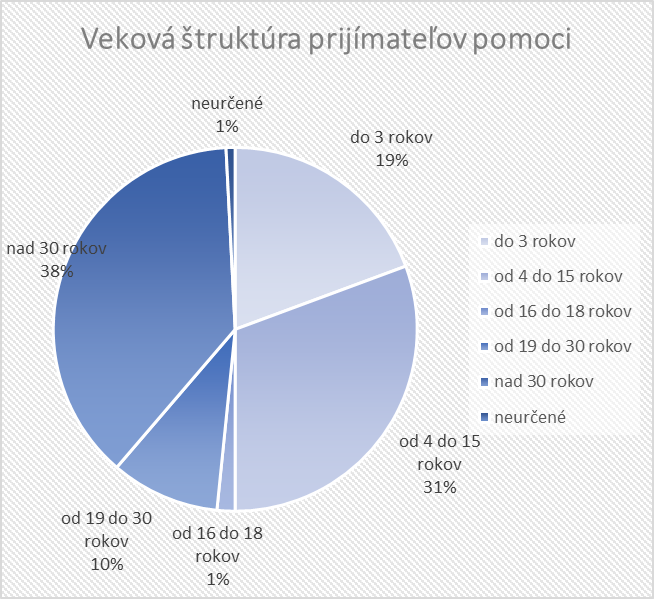 Veková štruktúra prijímateľov pomoci
neurčené
1%
do 3 rokov
19%
nad 30 rokov
38%
od 4 do 15
rokov
31%
od 19 do 30
rokov
10%
od 16 do 18
rokov
1%
do 3 rokov
od 4 do 15 rokov
od 16 do 18 rokov
od 19 do 30 rokov
nad 30 rokov
neurčené